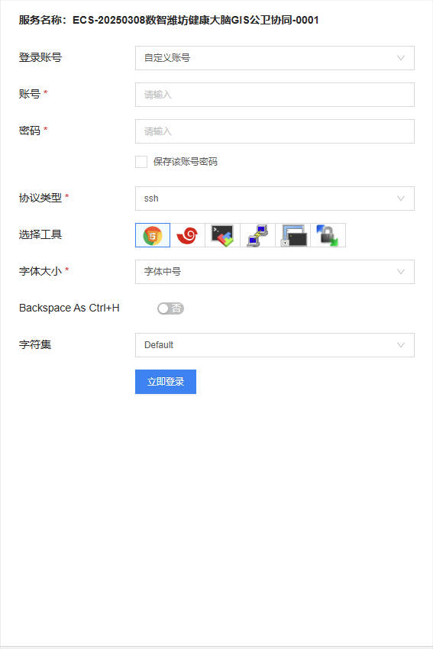 服务名称：ECS-20250308数智潍坊健康大脑GIS公卫协同-0001
登录账号 自定义账号
账号 * 请输入
密码 * 请输入
保存该账号密码
协议类型 * ssh
选择工具
字体大小 * 字体中号
Backspace As Ctrl+H 否
字符集 Default
立即登录